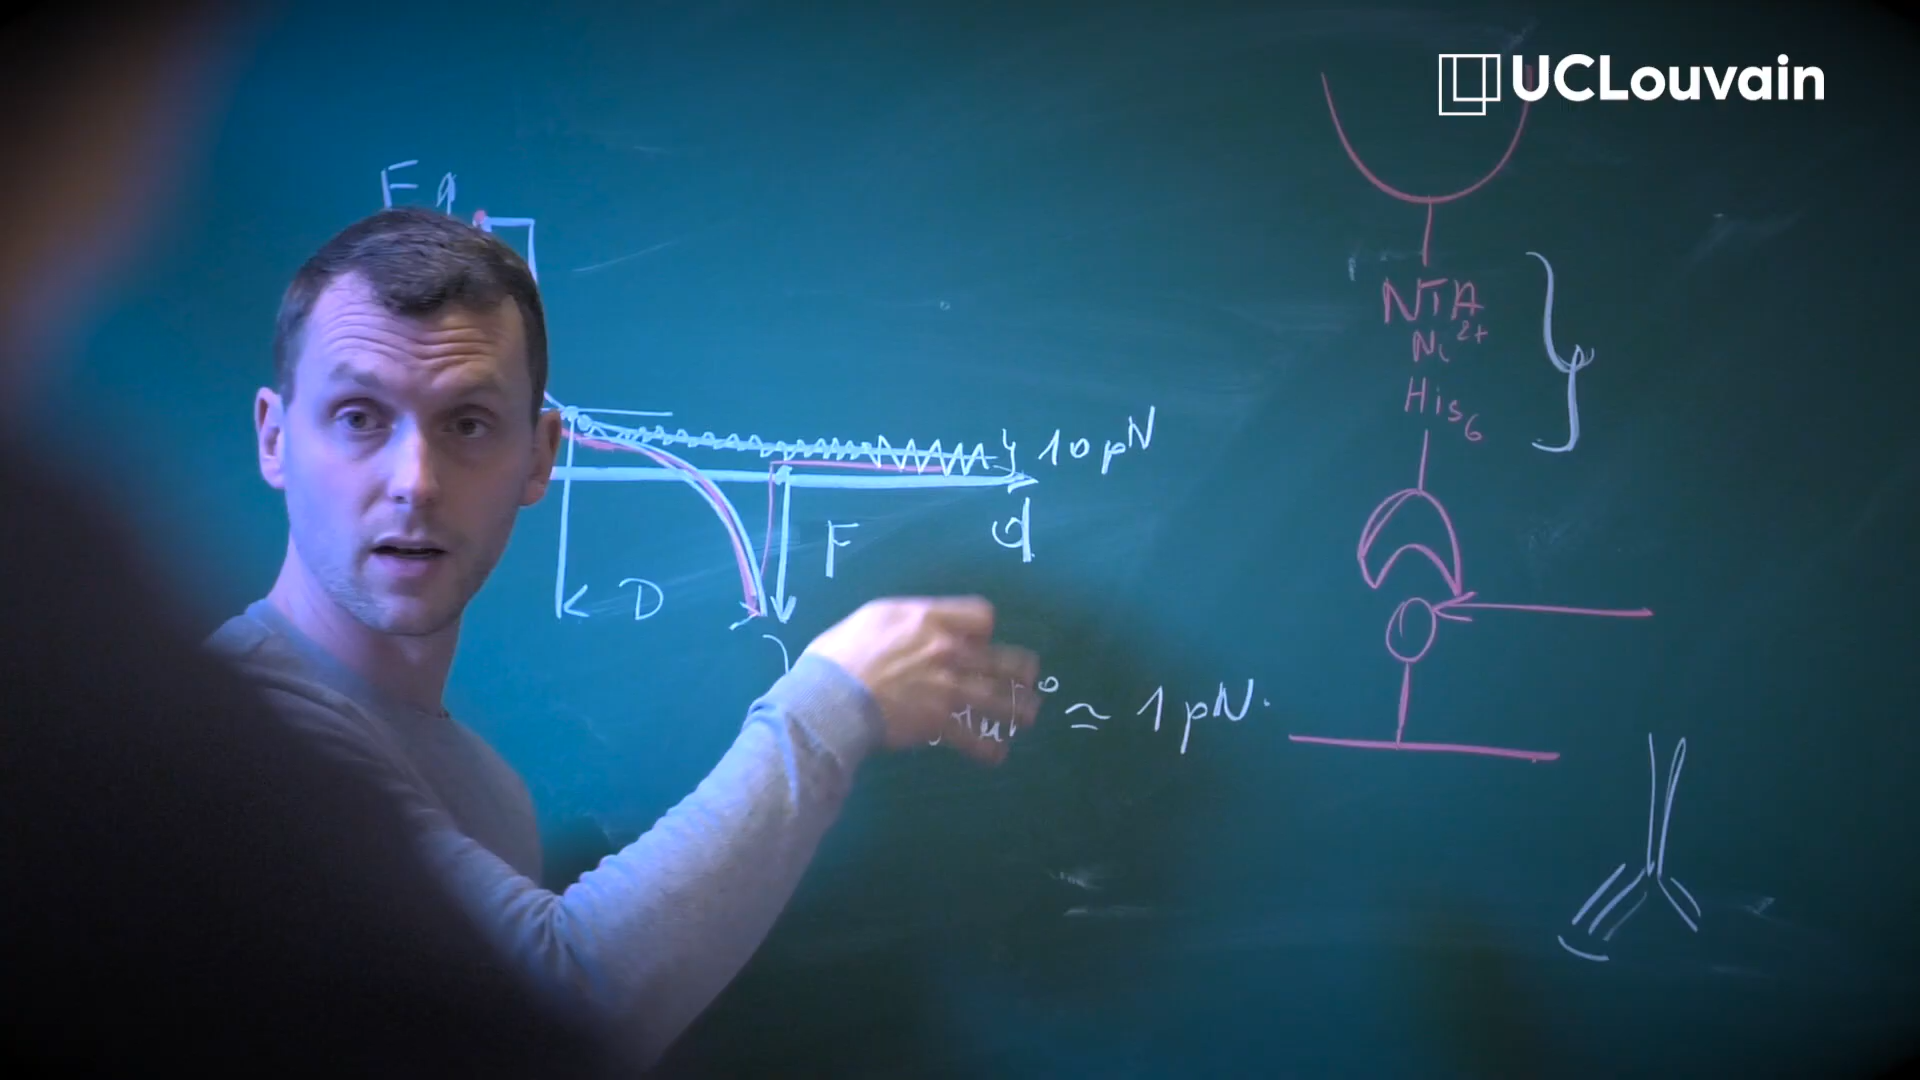 UCLouvain
F
NTA
Ni²⁺
His₆
10 pN
F
d
D
≃ 1 pN.